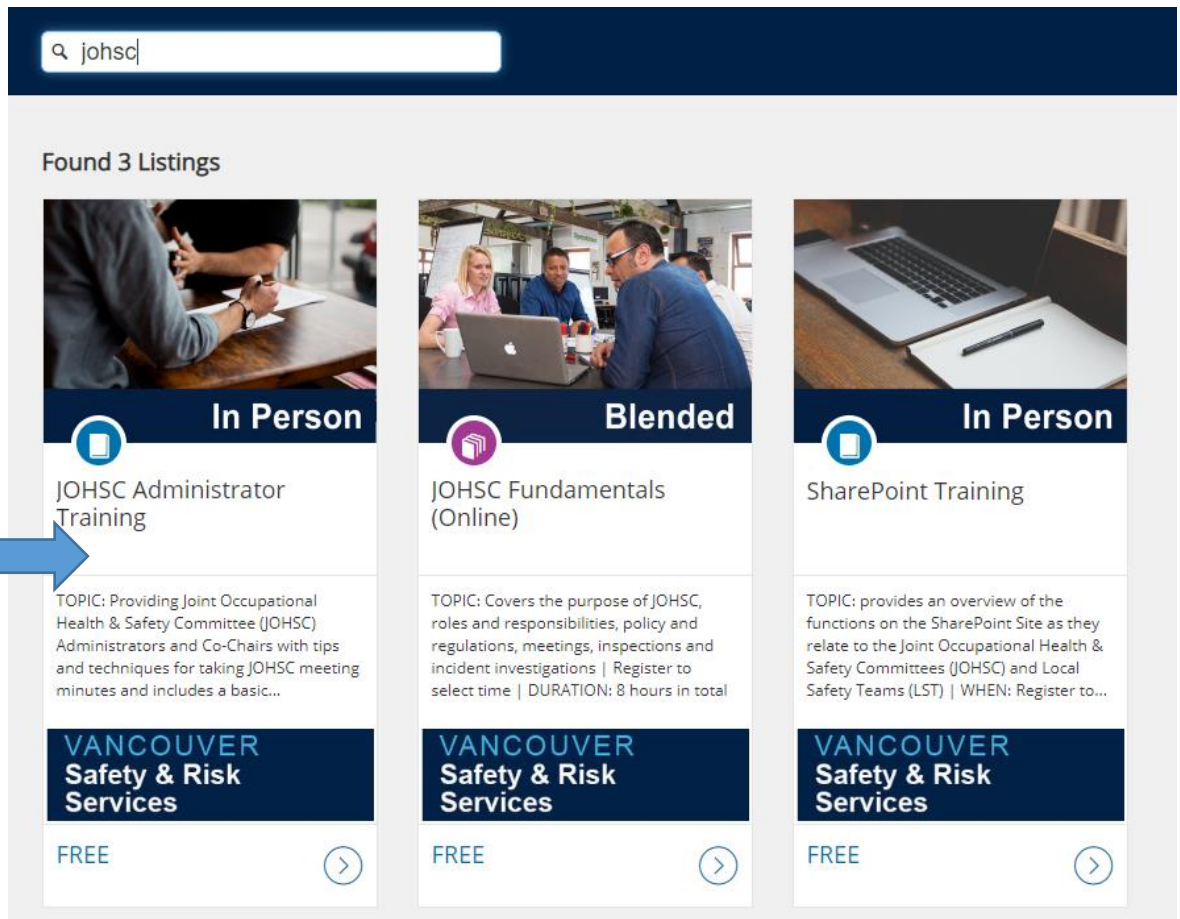 johsc
Found 3 Listings
In Person
JOHSC Administrator
Training
TOPIC: Providing Joint Occupational
Health & Safety Committee (JOHSC)
Administrators and Co-Chairs with tips
and techniques for taking JOHSC meeting
minutes and includes a basic...
VANCOUVER
Safety & Risk
Services
FREE
Blended
JOHSC Fundamentals
(Online)
TOPIC: Covers the purpose of JOHSC,
roles and responsibilities, policy and
regulations, meetings, inspections and
incident investigations | Register to
select time | DURATION: 8 hours in total
VANCOUVER
Safety & Risk
Services
FREE
In Person
SharePoint Training
TOPIC: provides an overview of the
functions on the SharePoint Site as they
relate to the Joint Occupational Health &
Safety Committees (JOHSC) and Local
Safety Teams (LST) | WHEN: Register to...
VANCOUVER
Safety & Risk
Services
FREE